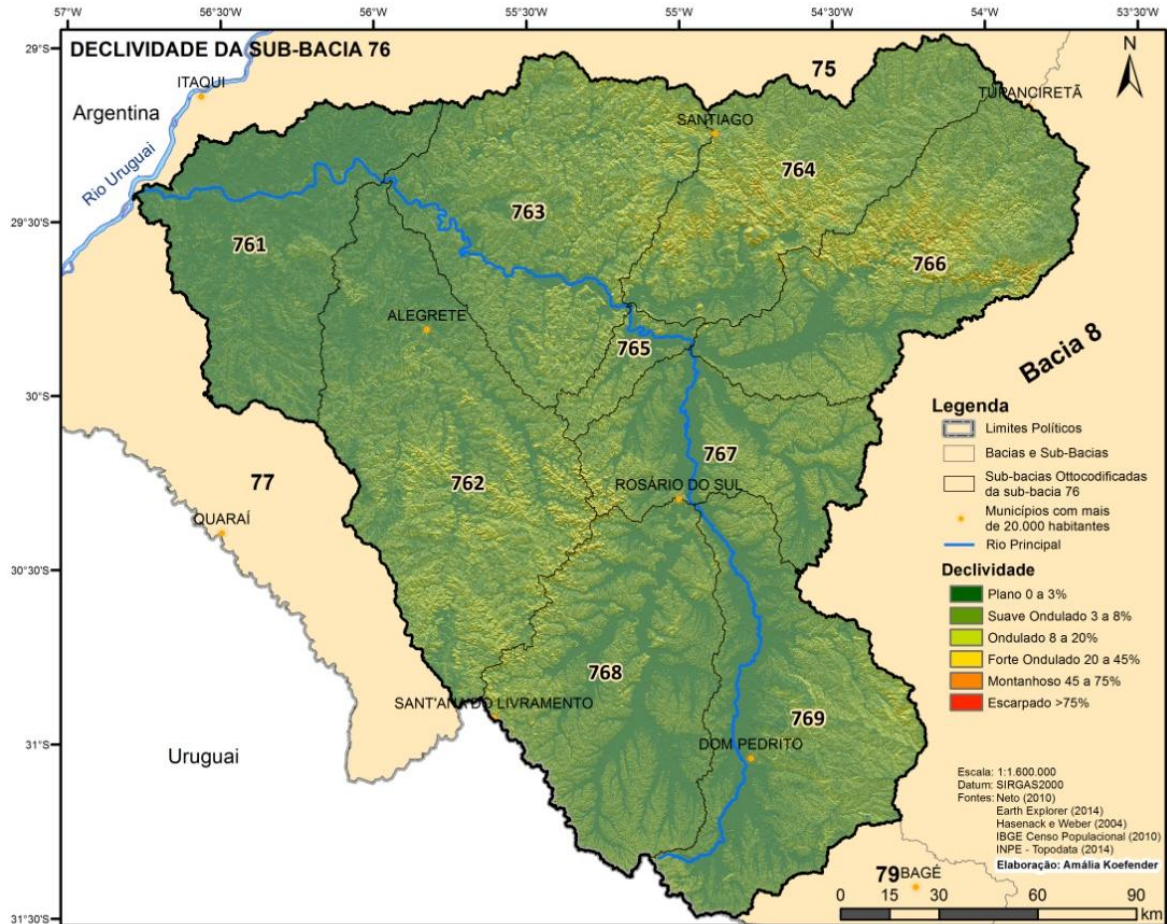 57°W 56°30'W 56°W 55°30'W 55°W 54°30'W 54°W 53°30'W
29°S
29°30'S
30°S
30°30'S
31°S
31°30'S
DECLIVIDADE DA SUB-BACIA 76
ITAQUI
Argentina
Rio Uruguai
75
N
TUPANCIRETÃ
SANTIAGO
764
763
761
766
ALEGRETE
765
Bacia 8
77
762
767
ROSÁRIO DO SUL
QUARAÍ
768
SANT'ANA DO LIVRAMENTO
769
DOM PEDRITO
Uruguai
79
BAGÉ
Legenda
Limites Políticos
Bacias e Sub-Bacias
Sub-bacias Ottocodificadas
da sub-bacia 76
Municípios com mais
de 20.000 habitantes
Rio Principal
Declividade
Plano 0 a 3%
Suave Ondulado 3 a 8%
Ondulado 8 a 20%
Forte Ondulado 20 a 45%
Montanhoso 45 a 75%
Escarpado >75%
Escala: 1:1.600.000
Datum: SIRGAS2000
Fontes: Neto (2010)
Earth Explorer (2014)
Hasenack e Weber (2004)
IBGE Censo Populacional (2010)
INPE - Topodata (2014)
Elaboração: Amália Koefender
0 15 30 60 90
km